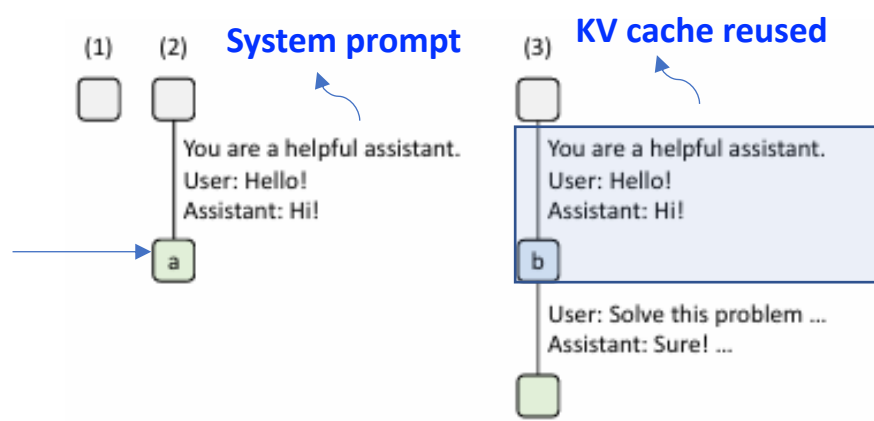 (1) (2) System prompt
(3) KV cache reused
You are a helpful assistant.
User: Hello!
Assistant: Hi!
a
You are a helpful assistant.
User: Hello!
Assistant: Hi!
b
User: Solve this problem ...
Assistant: Sure! ...